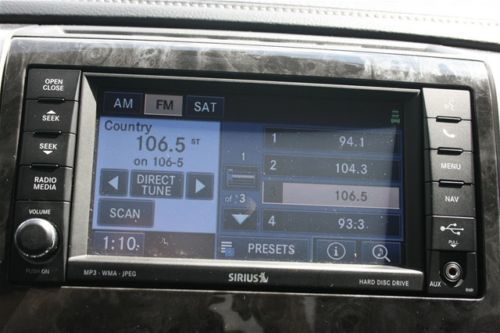 OPEN
CLOSE
SEEK
SEEK
RADIO
MEDIA
VOLUME
PUSH ON
AM FM SAT
Country
106.5 ST
on 106-5
DIRECT
TUNE
SCAN
1:10
1
of 3
1 94.1
2 104.3
3 106.5
4 93.3
PRESETS
MENU
NAV
PULL
AUX
MP3 · WMA · JPEG
SIRIUS
HARD DISC DRIVE